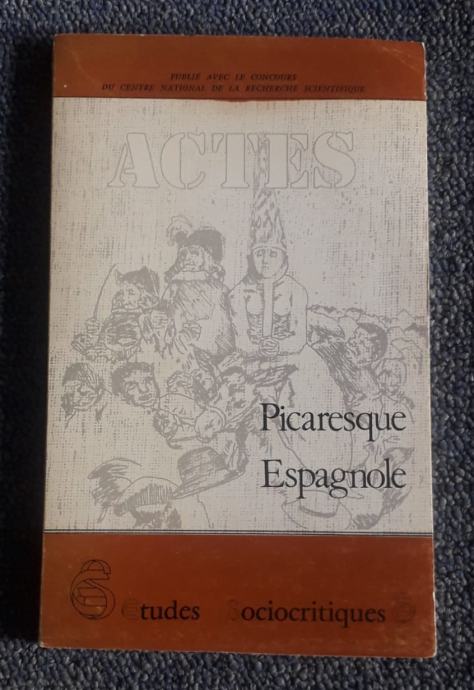 PUBLIÉ AVEC LE CONCOURS
DU CENTRE NATIONAL DE LA RECHERCHE SCIENTIFIQUE
ACTES
Picaresque
Espagnole
Etudes Sociocritiques